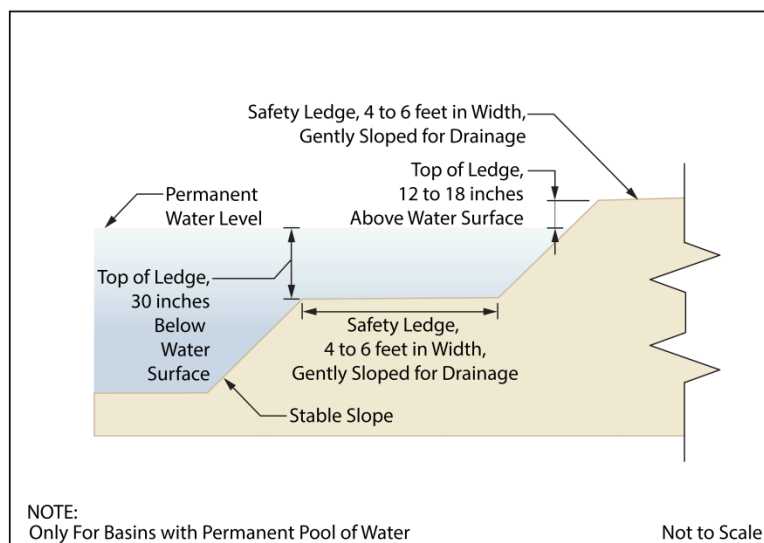 Safety Ledge, 4 to 6 feet in Width,
Gently Sloped for Drainage
Top of Ledge,
12 to 18 inches
Above Water Surface
Permanent
Water Level
Top of Ledge,
30 inches
Below
Water
Surface
Safety Ledge,
4 to 6 feet in Width,
Gently Sloped for Drainage
Stable Slope
NOTE:
Only For Basins with Permanent Pool of Water
Not to Scale